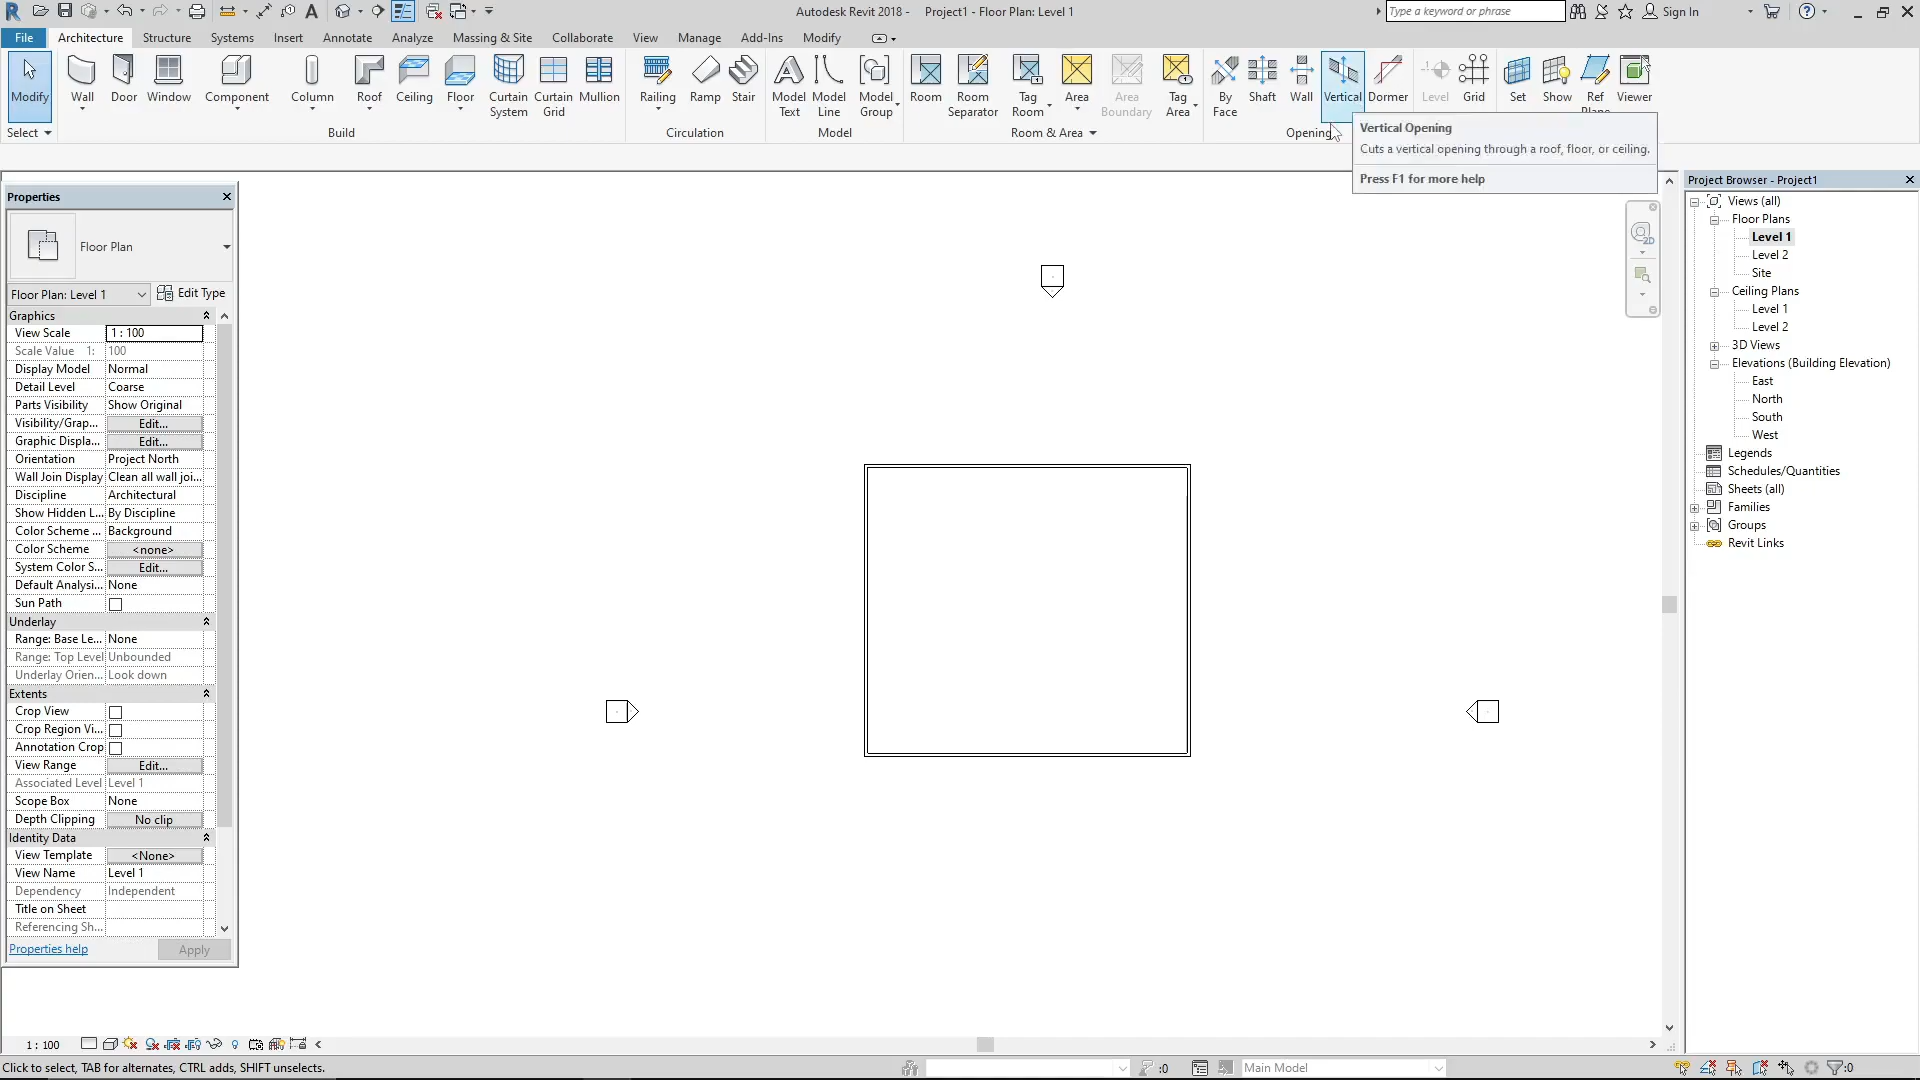 Autodesk Revit 2018 - Project1 - Floor Plan: Level 1
Type a keyword or phrase
Sign In
File Architecture Structure Systems Insert Annotate Analyze Massing & Site Collaborate View Manage Add-Ins Modify
Modify Wall Door Window Component Column Roof Ceiling Floor Curtain System Curtain Grid Mullion Railing Ramp Stair Model Text Model Line Model Group Room Room Separator Tag Room Area Area Boundary Tag Area By Face Shaft Wall Vertical Dormer Level Grid Set Show Ref Plane Viewer
Select Build Circulation Model Room & Area Opening
Vertical Opening
Cuts a vertical opening through a roof, floor, or ceiling.
Press F1 for more help
Properties
Floor Plan
Floor Plan: Level 1 Edit Type
Graphics
View Scale 1 : 100
Scale Value 1: 100
Display Model Normal
Detail Level Coarse
Parts Visibility Show Original
Visibility/Grap... Edit...
Graphic Displa... Edit...
Orientation Project North
Wall Join Display Clean all wall joi...
Discipline Architectural
Show Hidden L... By Discipline
Color Scheme ... Background
Color Scheme <none>
System Color S... Edit...
Default Analysi... None
Sun Path
Underlay
Range: Base Le... None
Range: Top Level Unbounded
Underlay Orien... Look down
Extents
Crop View
Crop Region Vi...
Annotation Crop
View Range Edit...
Associated Level Level 1
Scope Box None
Depth Clipping No clip
Identity Data
View Template <None>
View Name Level 1
Dependency Independent
Title on Sheet
Referencing Sh...
Properties help Apply
2D
Project Browser - Project1
Views (all)
Floor Plans
Level 1
Level 2
Site
Ceiling Plans
Level 1
Level 2
3D Views
Elevations (Building Elevation)
East
North
South
West
Legends
Schedules/Quantities
Sheets (all)
Families
Groups
Revit Links
1 : 100
Click to select, TAB for alternates, CTRL adds, SHIFT unselects.
:0
Main Model
:0